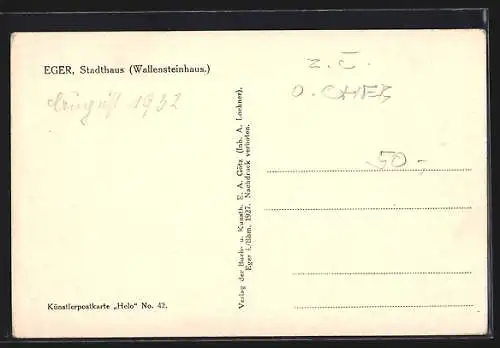 EGER, Stadthaus (Wallensteinhaus.)
August 1932
Künstlerpostkarte „Helo" No. 42.
Verlag der Buch- u. Kunsth. E. A. Götz (Inh. A. Lochner),
Eger i./Böhm. 1927. Nachdruck verboten.
Z. Ú.
O. CHEB
50.-